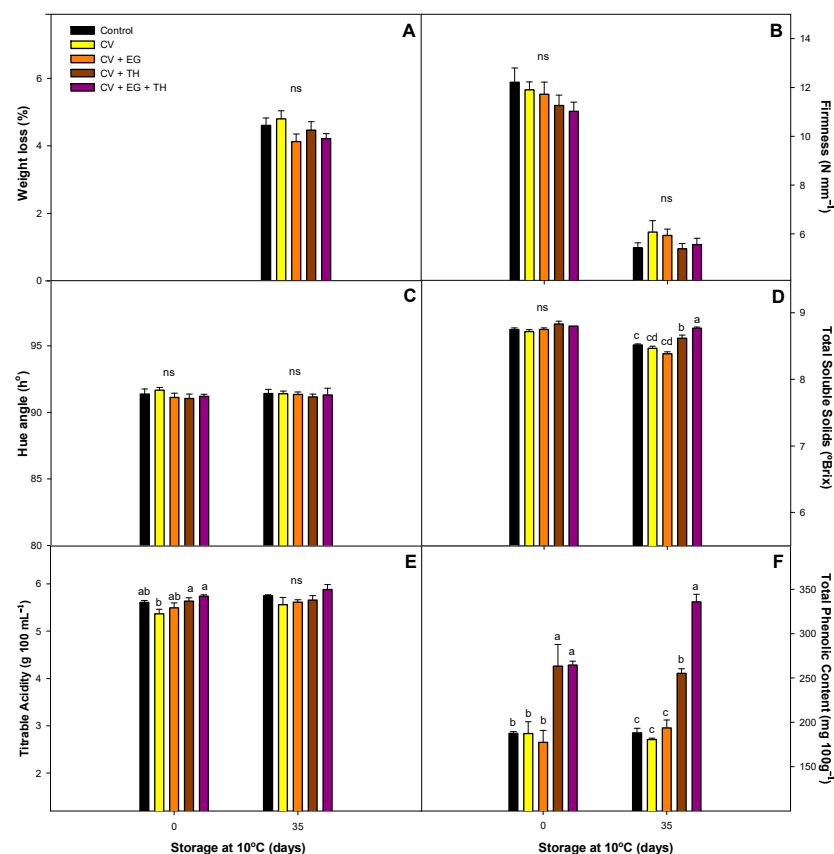 Control
CV
CV + EG
CV + TH
CV + EG + TH
A
ns
6
4
2
0
Weight loss (%)
B
ns
ns
14
12
10
8
6
Firmness (N mm⁻¹)
C
ns
ns
95
90
85
80
Hue angle (hº)
D
ns
c cd cd b a
9
8
7
6
Total Soluble Solids (ºBrix)
E
ab b ab a a
ns
6
5
4
3
2
Titrable Acidity (g 100 mL⁻¹)
F
b b b a a
c c c b a
350
300
250
200
150
Total Phenolic Content (mg 100g⁻¹)
0 35
0 35
Storage at 10ºC (days)
Storage at 10ºC (days)